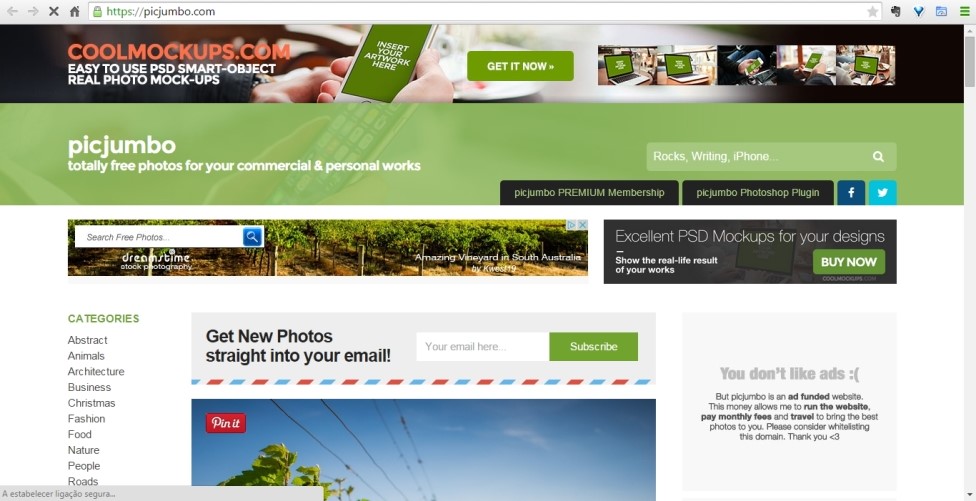 https://picjumbo.com
COOLMOCKUPS.COM
EASY TO USE PSD SMART-OBJECT
REAL PHOTO MOCK-UPS
INSERT
YOUR
ARTWORK
HERE
GET IT NOW »
picjumbo
totally free photos for your commercial & personal works
Rocks, Writing, iPhone...
picjumbo PREMIUM Membership
picjumbo Photoshop Plugin
Search Free Photos...
dreamstime
stock photography
Amazing Vineyard in South Australia
by Kwest19
Excellent PSD Mockups for your designs
Show the real-life result
of your works
BUY NOW
COOLMOCKUPS.COM
CATEGORIES
Abstract
Animals
Architecture
Business
Christmas
Fashion
Food
Nature
People
Roads
Get New Photos
straight into your email!
Your email here...
Subscribe
Pin it
You don't like ads :(
But picjumbo is an ad funded website.
This money allows me to run the website,
pay monthly fees and travel to bring the best
photos to you. Please consider whitelisting
this domain. Thank you <3
A estabelecer ligação segura...